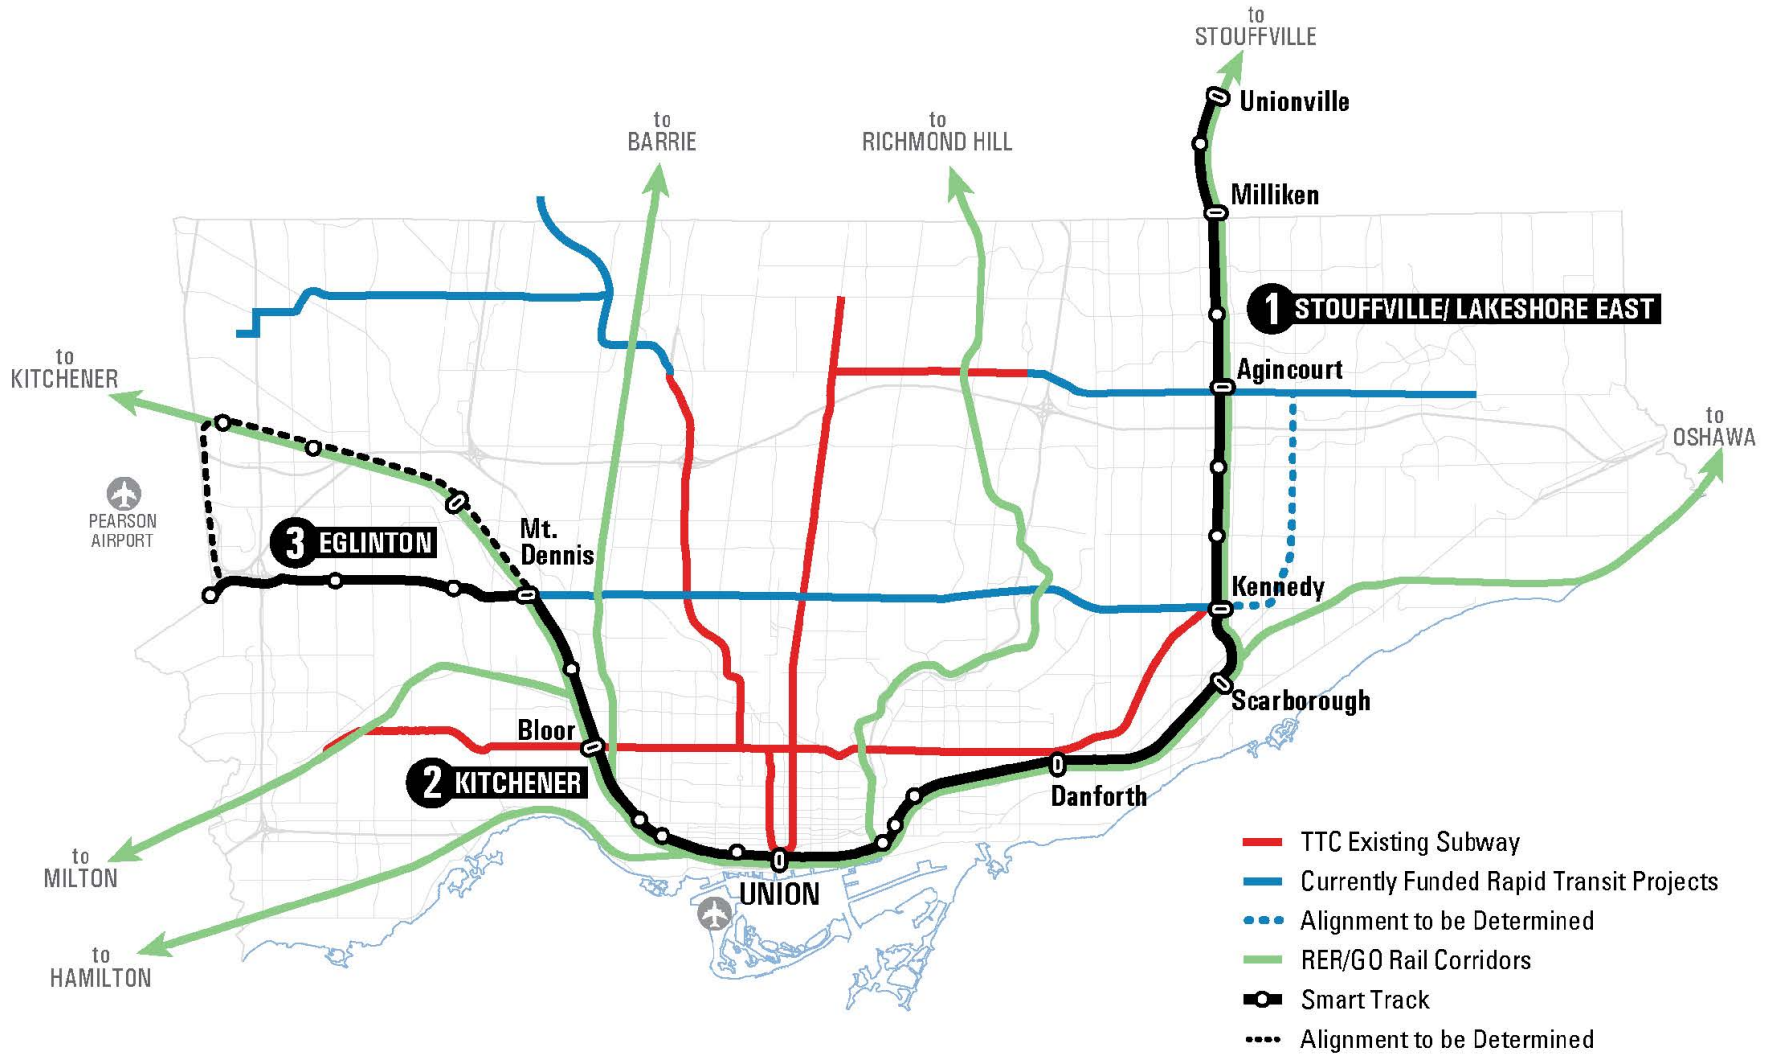 to
STOUFFVILLE
Unionville
to
BARRIE
to
RICHMOND HILL
Milliken
1 STOUFFVILLE/ LAKESHORE EAST
to
KITCHENER
Agincourt
to
OSHAWA
PEARSON
AIRPORT
3 EGLINTON
Mt.
Dennis
Kennedy
Scarborough
Bloor
2 KITCHENER
Danforth
to
MILTON
UNION
to
HAMILTON
TTC Existing Subway
Currently Funded Rapid Transit Projects
Alignment to be Determined
RER/GO Rail Corridors
Smart Track
Alignment to be Determined